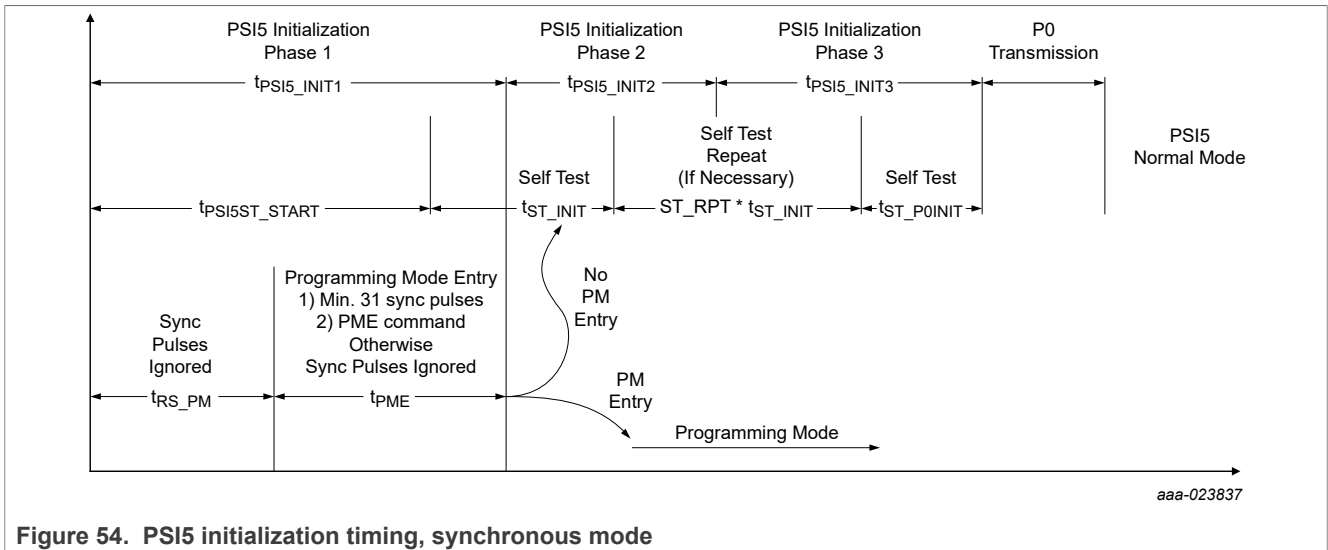 PSI5 Initialization
Phase 1
PSI5 Initialization
Phase 2
PSI5 Initialization
Phase 3
P0
Transmission
tPSI5_INIT1
tPSI5_INIT2
tPSI5_INIT3
PSI5
Normal Mode
Self Test
Repeat
(If Necessary)
Self Test
Self Test
tPSI5ST_START
tST_INIT
ST_RPT * tST_INIT
tST_P0INIT
Sync
Pulses
Ignored
Programming Mode Entry
1) Min. 31 sync pulses
2) PME command
Otherwise
Sync Pulses Ignored
No
PM
Entry
tRS_PM
tPME
PM
Entry
Programming Mode
aaa-023837
Figure 54. PSI5 initialization timing, synchronous mode